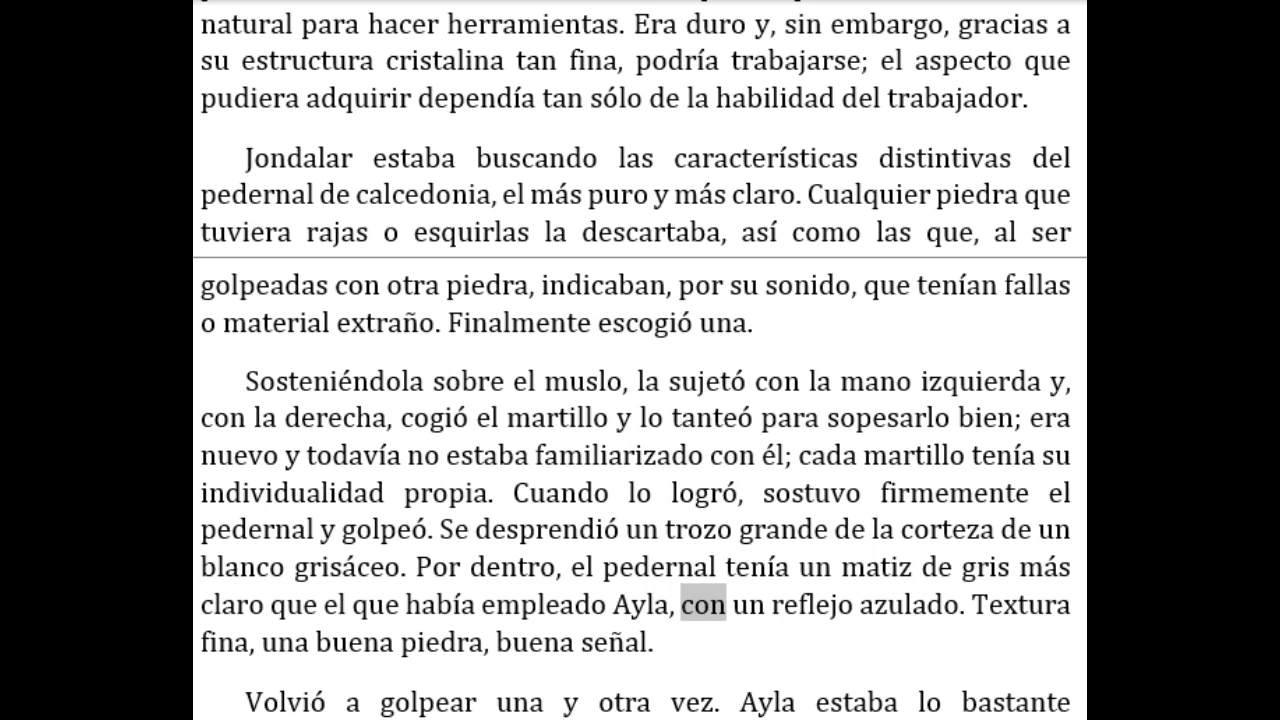 natural para hacer herramientas. Era duro y, sin embargo, gracias a
su estructura cristalina tan fina, podría trabajarse; el aspecto que
pudiera adquirir dependía tan sólo de la habilidad del trabajador.
Jondalar estaba buscando las características distintivas del
pedernal de calcedonia, el más puro y más claro. Cualquier piedra que
tuviera rajas o esquirlas la descartaba, así como las que, al ser
golpeadas con otra piedra, indicaban, por su sonido, que tenían fallas
o material extraño. Finalmente escogió una.
Sosteniéndola sobre el muslo, la sujetó con la mano izquierda y,
con la derecha, cogió el martillo y lo tanteó para sopesarlo bien; era
nuevo y todavía no estaba familiarizado con él; cada martillo tenía su
individualidad propia. Cuando lo logró, sostuvo firmemente el
pedernal y golpeó. Se desprendió un trozo grande de la corteza de un
blanco grisáceo. Por dentro, el pedernal tenía un matiz de gris más
claro que el que había empleado Ayla, con un reflejo azulado. Textura
fina, una buena piedra, buena señal.
Volvió a golpear una y otra vez. Ayla estaba lo bastante